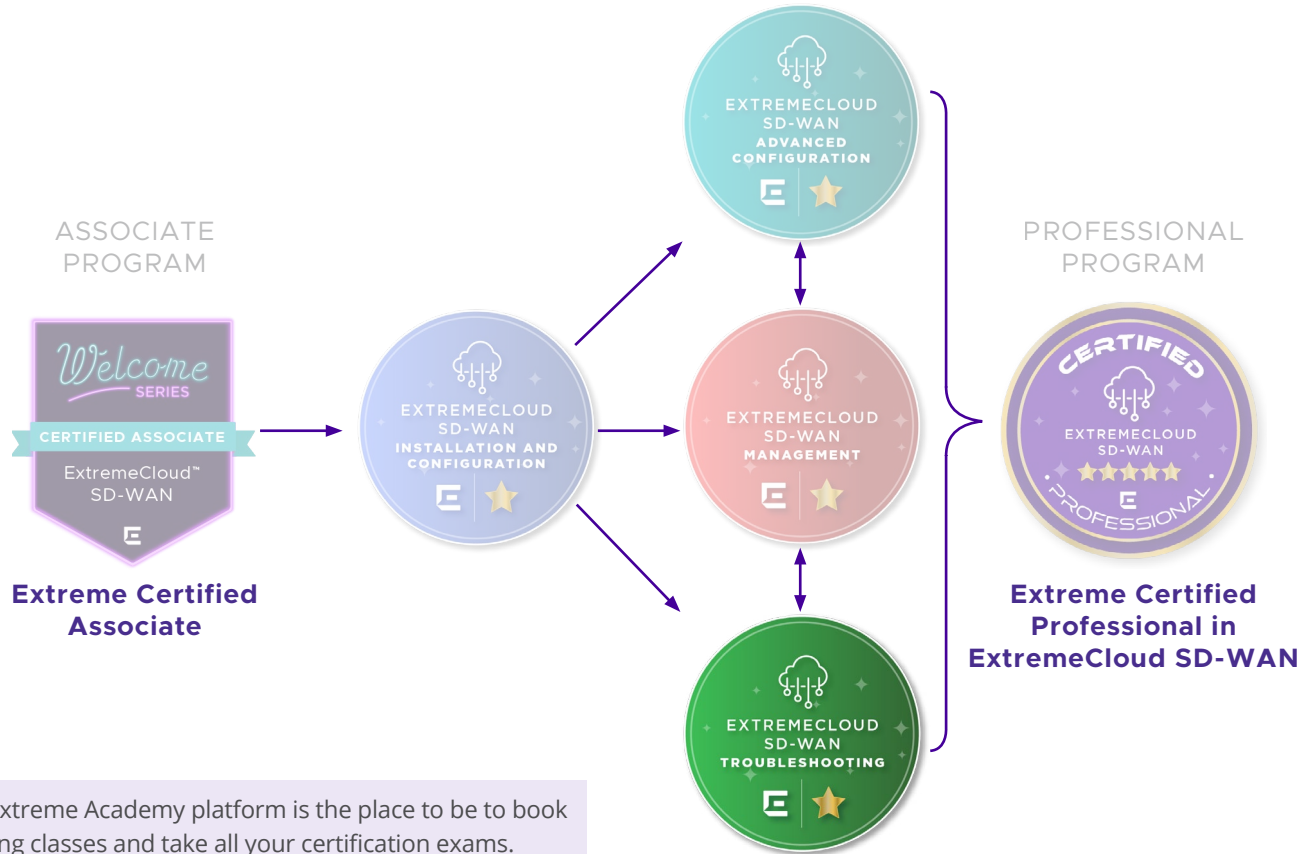 ASSOCIATE
PROGRAM
Welcome
SERIES
CERTIFIED ASSOCIATE
ExtremeCloud™
SD-WAN
Extreme Certified
Associate
EXTREMECLOUD
SD-WAN
INSTALLATION AND
CONFIGURATION
EXTREMECLOUD
SD-WAN
ADVANCED
CONFIGURATION
EXTREMECLOUD
SD-WAN
MANAGEMENT
EXTREMECLOUD
SD-WAN
TROUBLESHOOTING
PROFESSIONAL
PROGRAM
CERTIFIED
EXTREMECLOUD
SD-WAN
PROFESSIONAL
Extreme Certified
Professional in
ExtremeCloud SD-WAN
xtreme Academy platform is the place to be to book
ng classes and take all your certification exams.